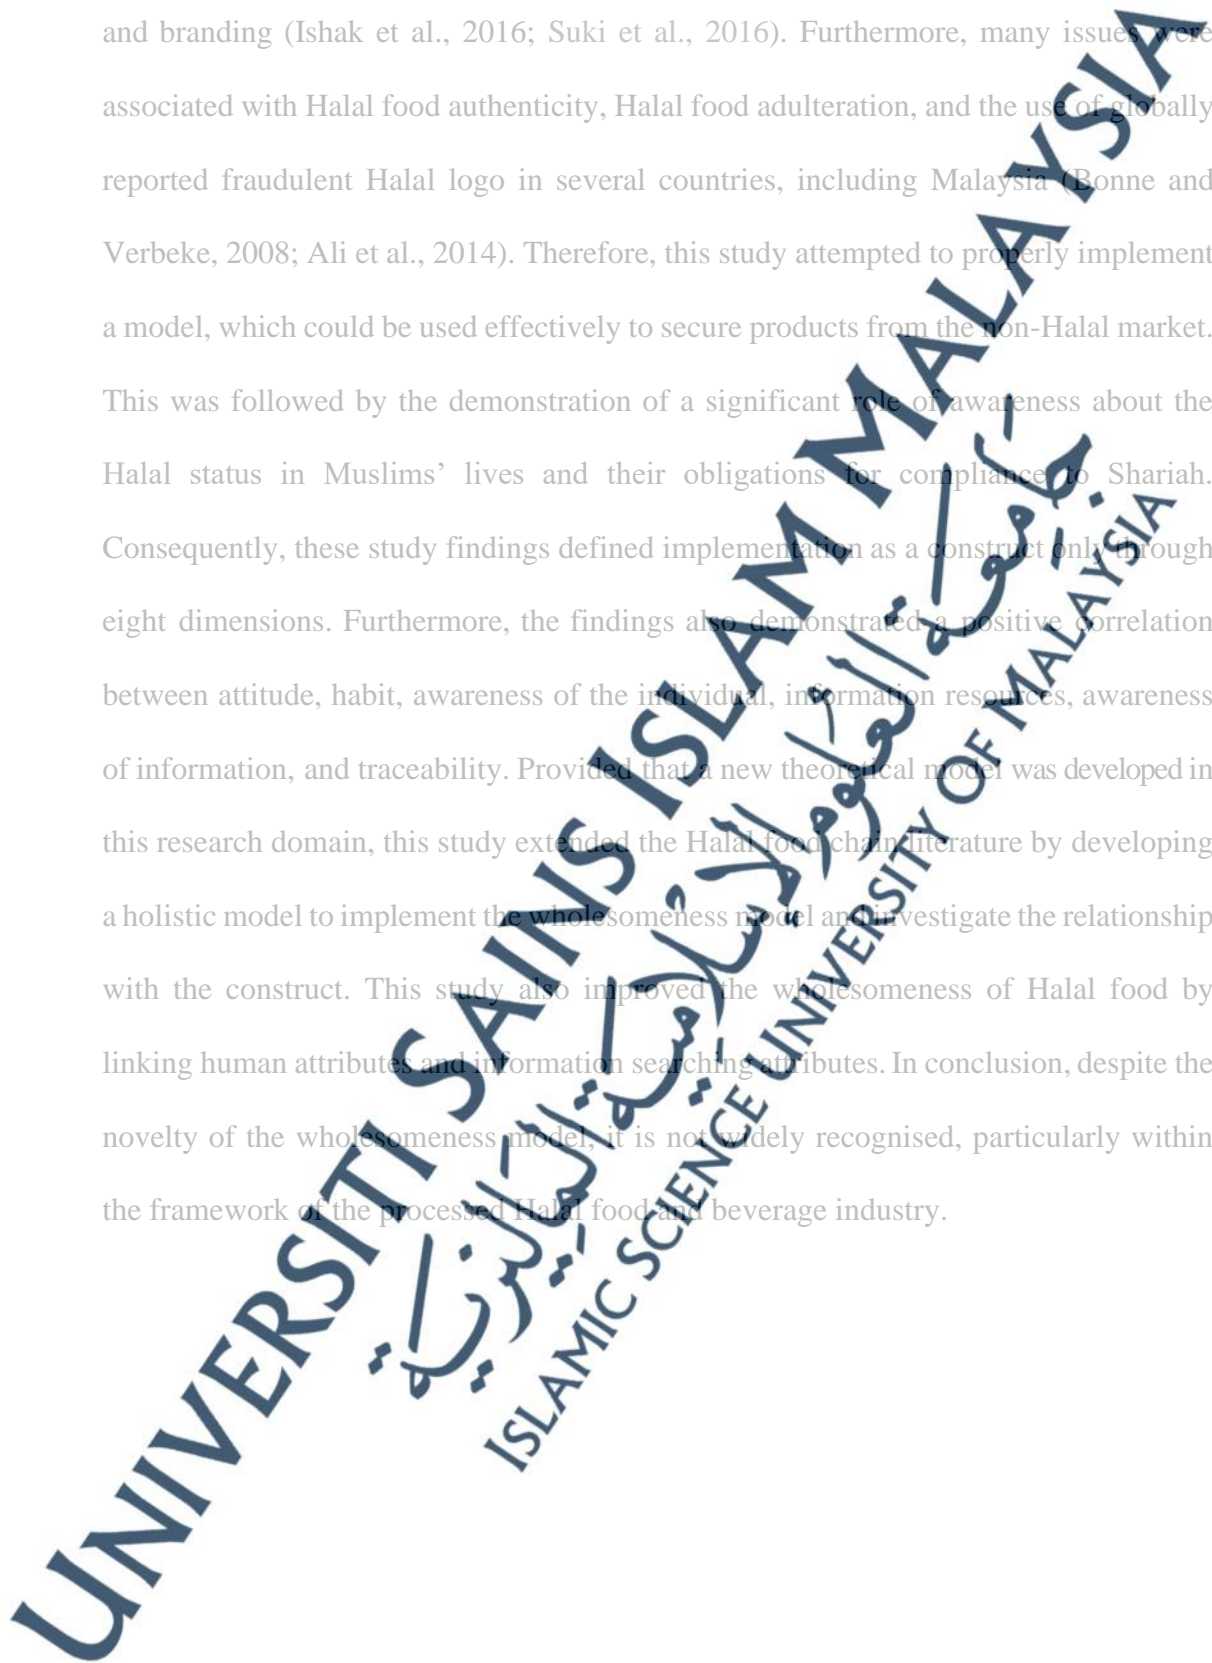 and branding (Ishak et al., 2016; Suki et al., 2016). Furthermore, many issues were
associated with Halal food authenticity, Halal food adulteration, and the use of globally
reported fraudulent Halal logo in several countries, including Malaysia (Bonne and
Verbeke, 2008; Ali et al., 2014). Therefore, this study attempted to properly implement
a model, which could be used effectively to secure products from the non-Halal market.
This was followed by the demonstration of a significant role of awareness about the
Halal status in Muslims’ lives and their obligations for compliance to Shariah.
Consequently, these study findings defined implementation as a construct only through
eight dimensions. Furthermore, the findings also demonstrated a positive correlation
between attitude, habit, awareness of the individual, information resources, awareness
of information, and traceability. Provided that a new theoretical model was developed in
this research domain, this study extended the Halal food chain literature by developing
a holistic model to implement the wholesomeness model and investigate the relationship
with the construct. This study also improved the wholesomeness of Halal food by
linking human attributes and information searching attributes. In conclusion, despite the
novelty of the wholesomeness model, it is not widely recognised, particularly within
the framework of the processed Halal food and beverage industry.
UNIVERSITI SAINS ISLAM MALAYSIA
جامعة العلوم الإسلامية الماليزية
ISLAMIC SCIENCE UNIVERSITY OF MALAYSIA